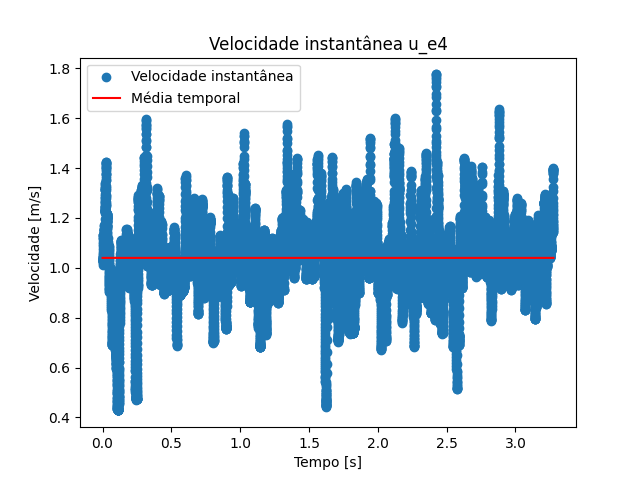 Velocidade instantânea u_e4
Velocidade instantânea
Média temporal
Velocidade [m/s]
1.8
1.6
1.4
1.2
1.0
0.8
0.6
0.4
0.0 0.5 1.0 1.5 2.0 2.5 3.0
Tempo [s]